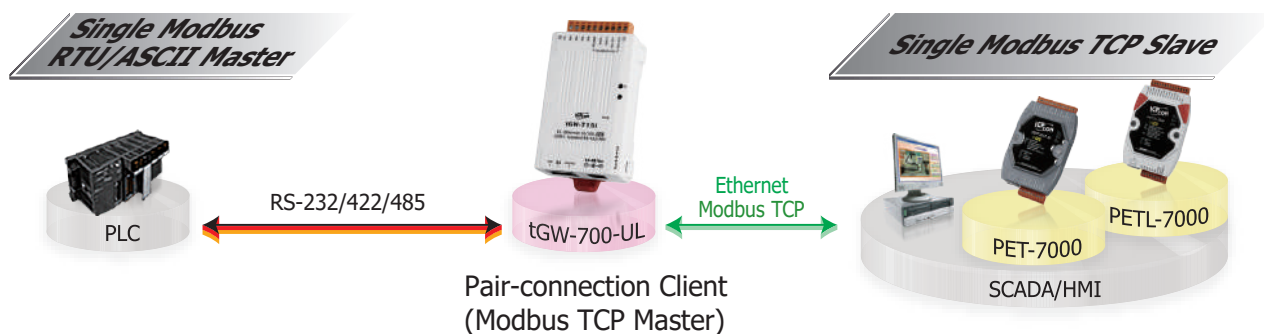 Single Modbus
RTU/ASCII Master
Single Modbus TCP Slave
PLC
RS-232/422/485
tGW-700-UL
Ethernet
Modbus TCP
PET-7000
PETL-7000
SCADA/HMI
Pair-connection Client
(Modbus TCP Master)